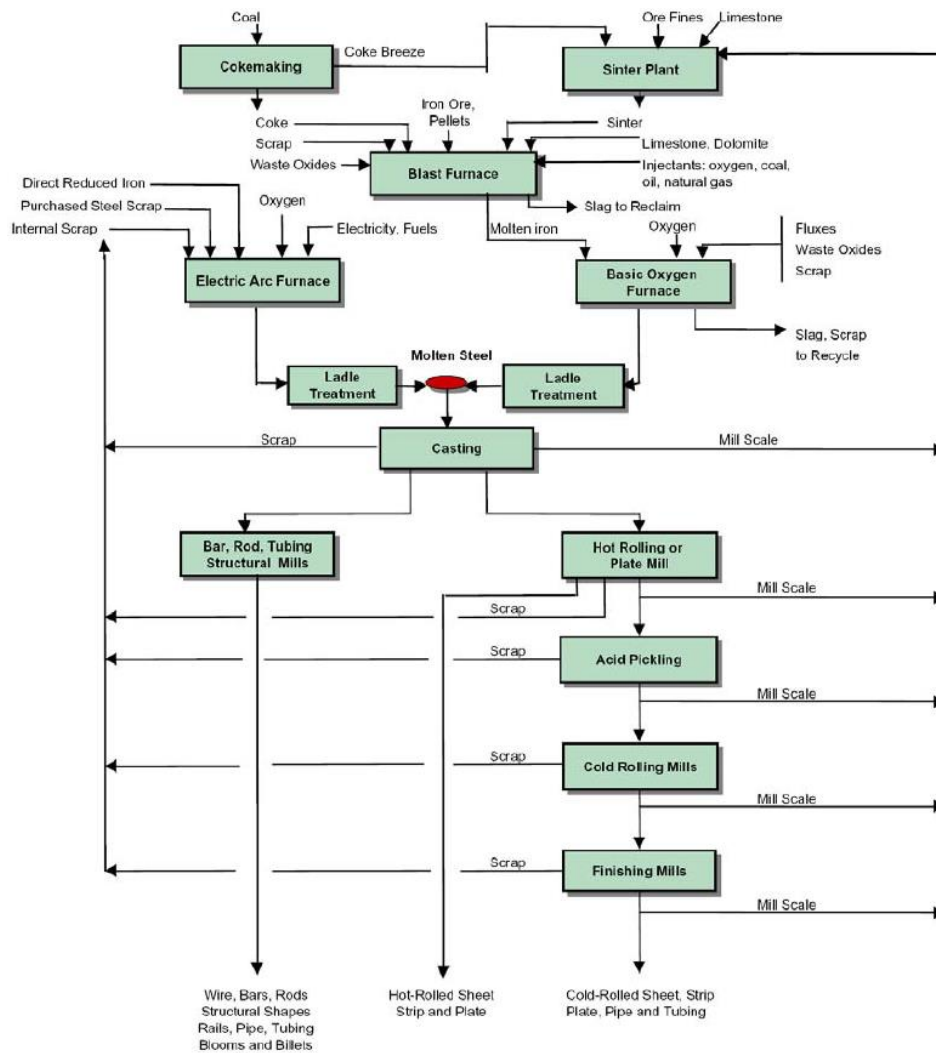 Coal
Ore Fines
Limestone
Coke Breeze
Cokemaking
Sinter Plant
Iron Ore,
Pellets
Coke
Sinter
Scrap
Limestone, Dolomite
Waste Oxides
Blast Furnace
Injectants: oxygen, coal,
oil, natural gas
Direct Reduced Iron
Purchased Steel Scrap
Oxygen
Slag to Reclaim
Internal Scrap
Electricity, Fuels
Molten iron
Oxygen
Fluxes
Waste Oxides
Scrap
Electric Arc Furnace
Basic Oxygen
Furnace
Slag, Scrap
to Recycle
Molten Steel
Ladle
Treatment
Ladle
Treatment
Scrap
Casting
Mill Scale
Bar, Rod, Tubing
Structural Mills
Hot Rolling or
Plate Mill
Mill Scale
Scrap
Scrap
Acid Pickling
Mill Scale
Scrap
Cold Rolling Mills
Mill Scale
Scrap
Finishing Mills
Mill Scale
Wire, Bars, Rods
Structural Shapes
Rails, Pipe, Tubing
Blooms and Billets
Hot-Rolled Sheet
Strip and Plate
Cold-Rolled Sheet, Strip
Plate, Pipe and Tubing